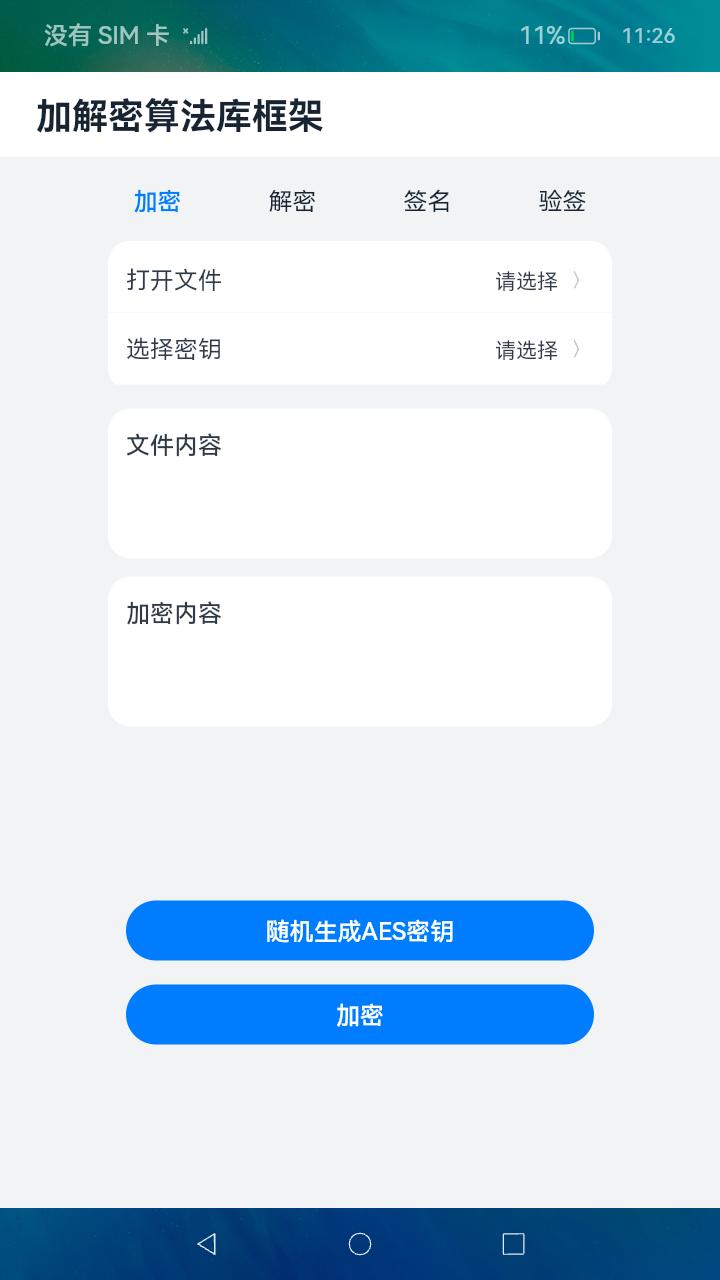 没有 SIM 卡 11% 11:26
加解密算法库框架
加密 解密 签名 验签
打开文件 请选择
选择密钥 请选择
文件内容
加密内容
随机生成AES密钥
加密